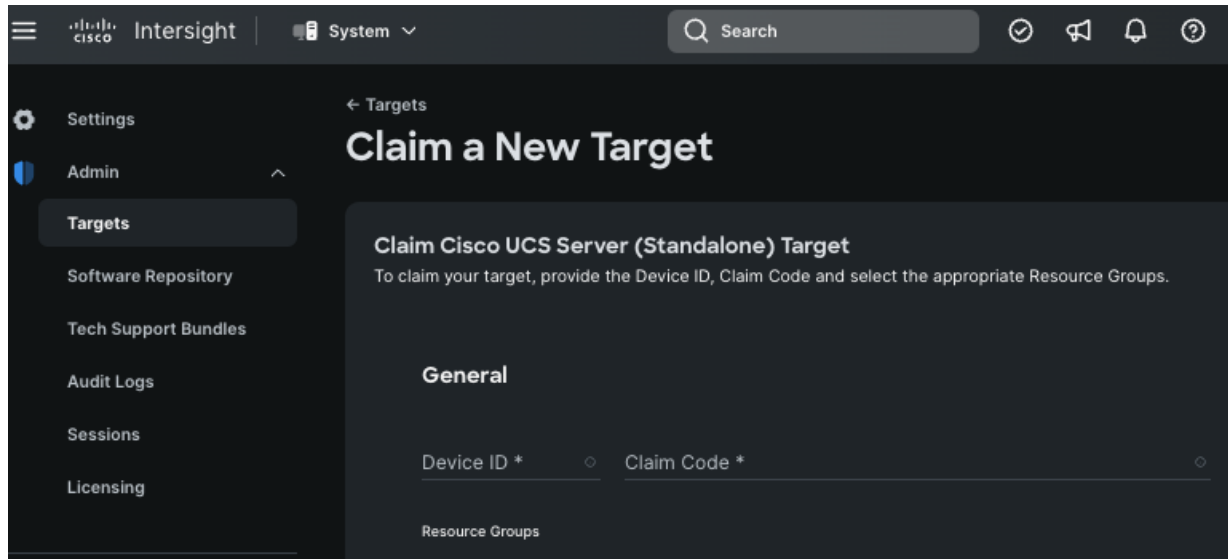 cisco Intersight System Search
Settings
Admin
Targets
Software Repository
Tech Support Bundles
Audit Logs
Sessions
Licensing
← Targets
Claim a New Target
Claim Cisco UCS Server (Standalone) Target
To claim your target, provide the Device ID, Claim Code and select the appropriate Resource Groups.
General
Device ID * Claim Code *
Resource Groups